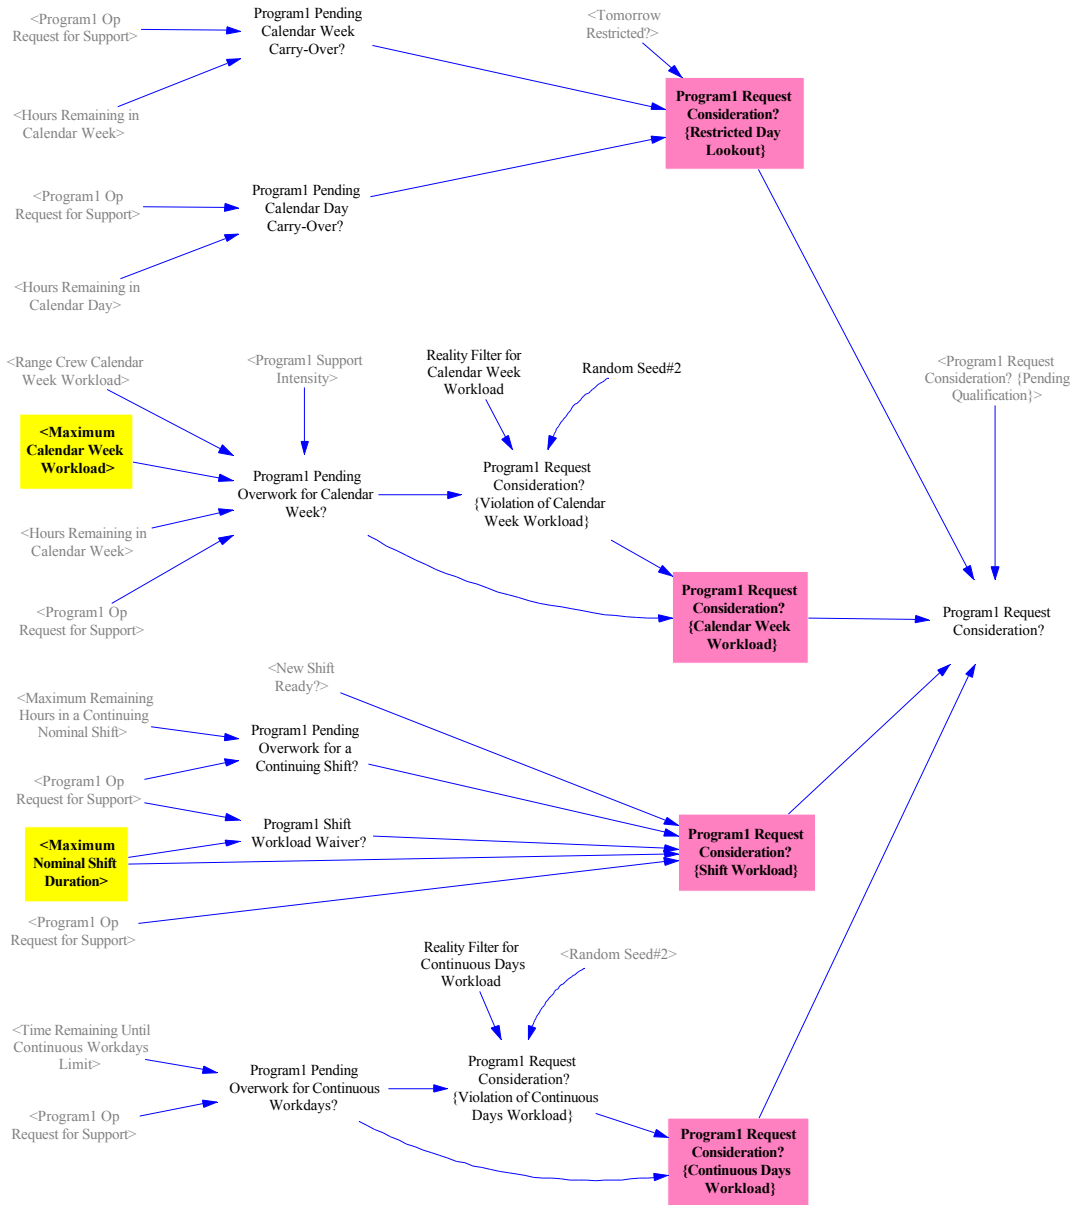 <Program1 Op
Request for Support>
Program1 Pending
Calendar Week
Carry-Over?
<Tomorrow
Restricted?>
<Hours Remaining in
Calendar Week>
Program1 Request
Consideration?
{Restricted Day
Lookout}
<Program1 Op
Request for Support>
Program1 Pending
Calendar Day
Carry-Over?
<Hours Remaining in
Calendar Day>
<Range Crew Calendar
Week Workload>
<Program1 Support
Intensity>
Reality Filter for
Calendar Week
Workload
Random Seed#2
<Program1 Request
Consideration? {Pending
Qualification}>
<Maximum
Calendar Week
Workload>
Program1 Pending
Overwork for Calendar
Week?
Program1 Request
Consideration?
{Violation of Calendar
Week Workload}
<Hours Remaining in
Calendar Week>
<Program1 Op
Request for Support>
Program1 Request
Consideration?
{Calendar Week
Workload}
Program1 Request
Consideration?
<New Shift
Ready?>
<Maximum Remaining
Hours in a Continuing
Nominal Shift>
Program1 Pending
Overwork for a
Continuing Shift?
<Program1 Op
Request for Support>
Program1 Shift
Workload Waiver?
<Maximum
Nominal Shift
Duration>
Program1 Request
Consideration?
{Shift Workload}
<Program1 Op
Request for Support>
Reality Filter for
Continuous Days
Workload
<Random Seed#2>
<Time Remaining Until
Continuous Workdays
Limit>
Program1 Pending
Overwork for Continuous
Workdays?
Program1 Request
Consideration?
{Violation of Continuous
Days Workload}
<Program1 Op
Request for Support>
Program1 Request
Consideration?
{Continuous Days
Workload}